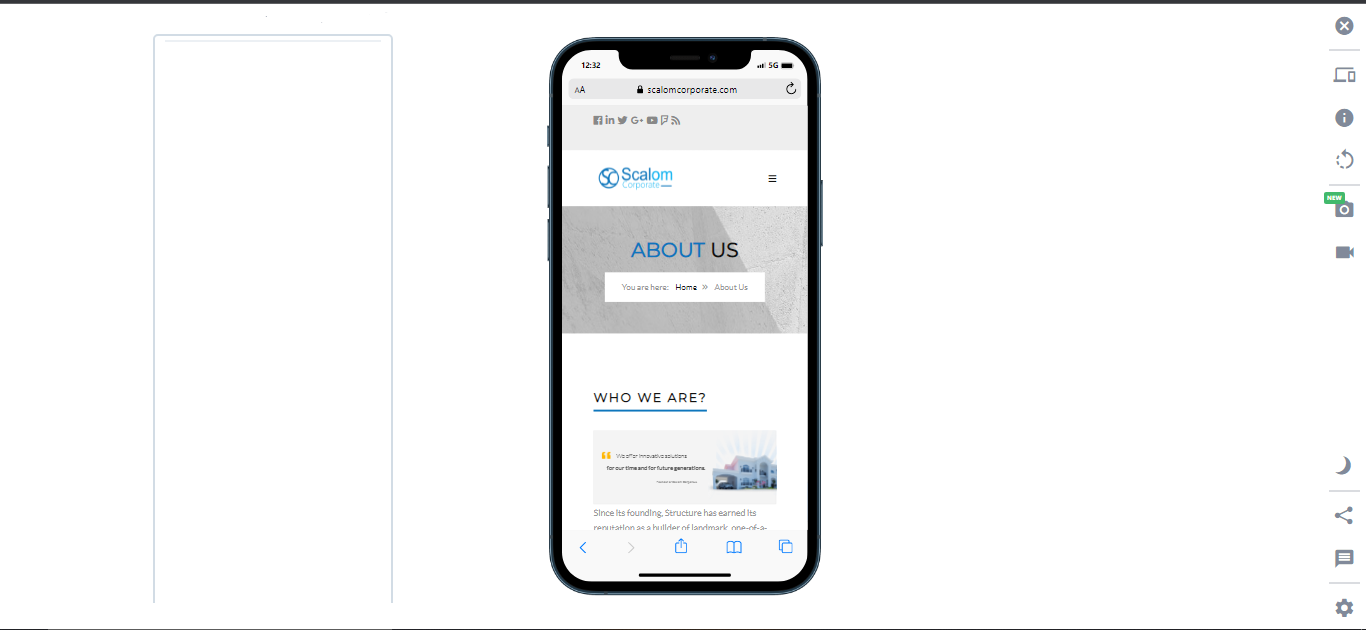 12:32
5G
AA
scalomcorporate.com
NEW
Scalom
Corporate
ABOUT US
You are here: Home » About Us
WHO WE ARE?
We offer innovative solutions
for our time and for future generations.
Since its founding, Structure has earned its
reputation as a builder of landmark, one-of-a-